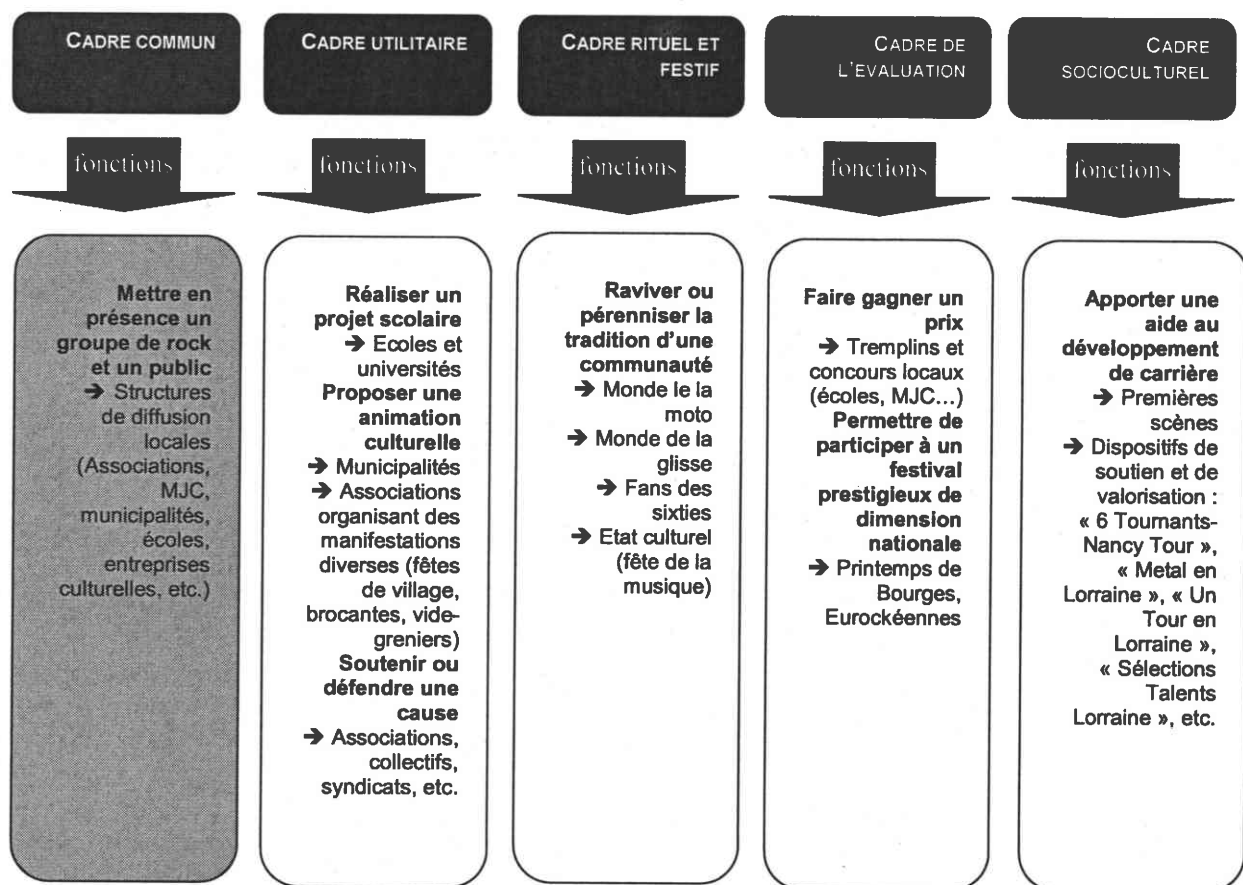 CADRE COMMUN
fonctions
Mettre en
présence un
groupe de rock
et un public
➔ Structures
de diffusion
locales
(Associations,
MJC,
municipalités,
écoles,
entreprises
culturelles, etc.)
CADRE UTILITAIRE
fonctions
Réaliser un
projet scolaire
➔ Ecoles et
universités
Proposer une
animation
culturelle
➔ Municipalités
➔ Associations
organisant des
manifestations
diverses (fêtes
de village,
brocantes, vide-
greniers)
Soutenir ou
défendre une
cause
➔ Associations,
collectifs,
syndicats, etc.
CADRE RITUEL ET
FESTIF
fonctions
Raviver ou
pérenniser la
tradition d'une
communauté
➔ Monde le la
moto
➔ Monde de la
glisse
➔ Fans des
sixties
➔ Etat culturel
(fête de la
musique)
CADRE DE
L'EVALUATION
fonctions
Faire gagner un
prix
➔ Tremplins et
concours locaux
(écoles, MJC…)
Permettre de
participer à un
festival
prestigieux de
dimension
nationale
➔ Printemps de
Bourges,
Eurockéennes
CADRE
SOCIOCULTUREL
fonctions
Apporter une
aide au
développement
de carrière
➔ Premières
scènes
➔ Dispositifs de
soutien et de
valorisation :
« 6 Tournants-
Nancy Tour »,
« Metal en
Lorraine », « Un
Tour en
Lorraine »,
« Sélections
Talents
Lorraine », etc.